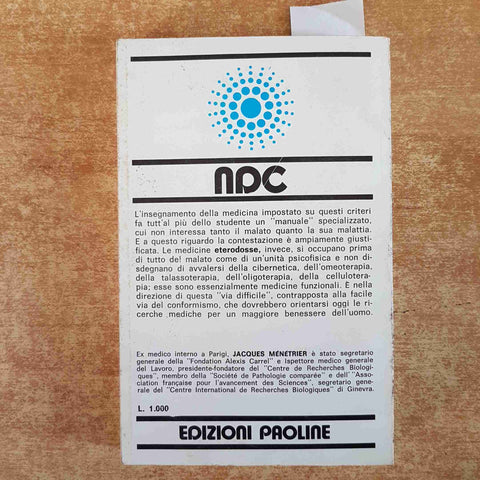 NDC
L'insegnamento della medicina impostato su questi criteri
fa tutt'al più dello studente un "manuale" specializzato,
cui non interessa tanto il malato quanto la sua malattia.
E a questo riguardo la contestazione è ampiamente giusti-
ficata. Le medicine eterodosse, invece, si occupano prima
di tutto del malato come di un'unità psicofisica e non di-
sdegnano di avvalersi della cibernetica, dell'omeoterapia,
della talassoterapia, dell'oligoterapia, della cellulotera-
pia; esse sono essenzialmente medicine funzionali. È nella
direzione di questa "via difficile", contrapposta alla facile
via del conformismo, che dovrebbero orientarsi oggi le ri-
cerche mediche per un maggiore benessere dell'uomo.
Ex medico interno a Parigi, JACQUES MENÉTRIER è stato segretario
generale della "Fondation Alexis Carrel" e Ispettore medico generale
del Lavoro, presidente-fondatore del "Centre de Recherches Biologi-
ques", membro della "Société de Pathologie comparée" e dell'"Asso-
ciation française pour l'avancement des Sciences", segretario gene-
rale del "Centre International de Recherches Biologiques" di Ginevra.
L. 1.000
EDIZIONI PAOLINE